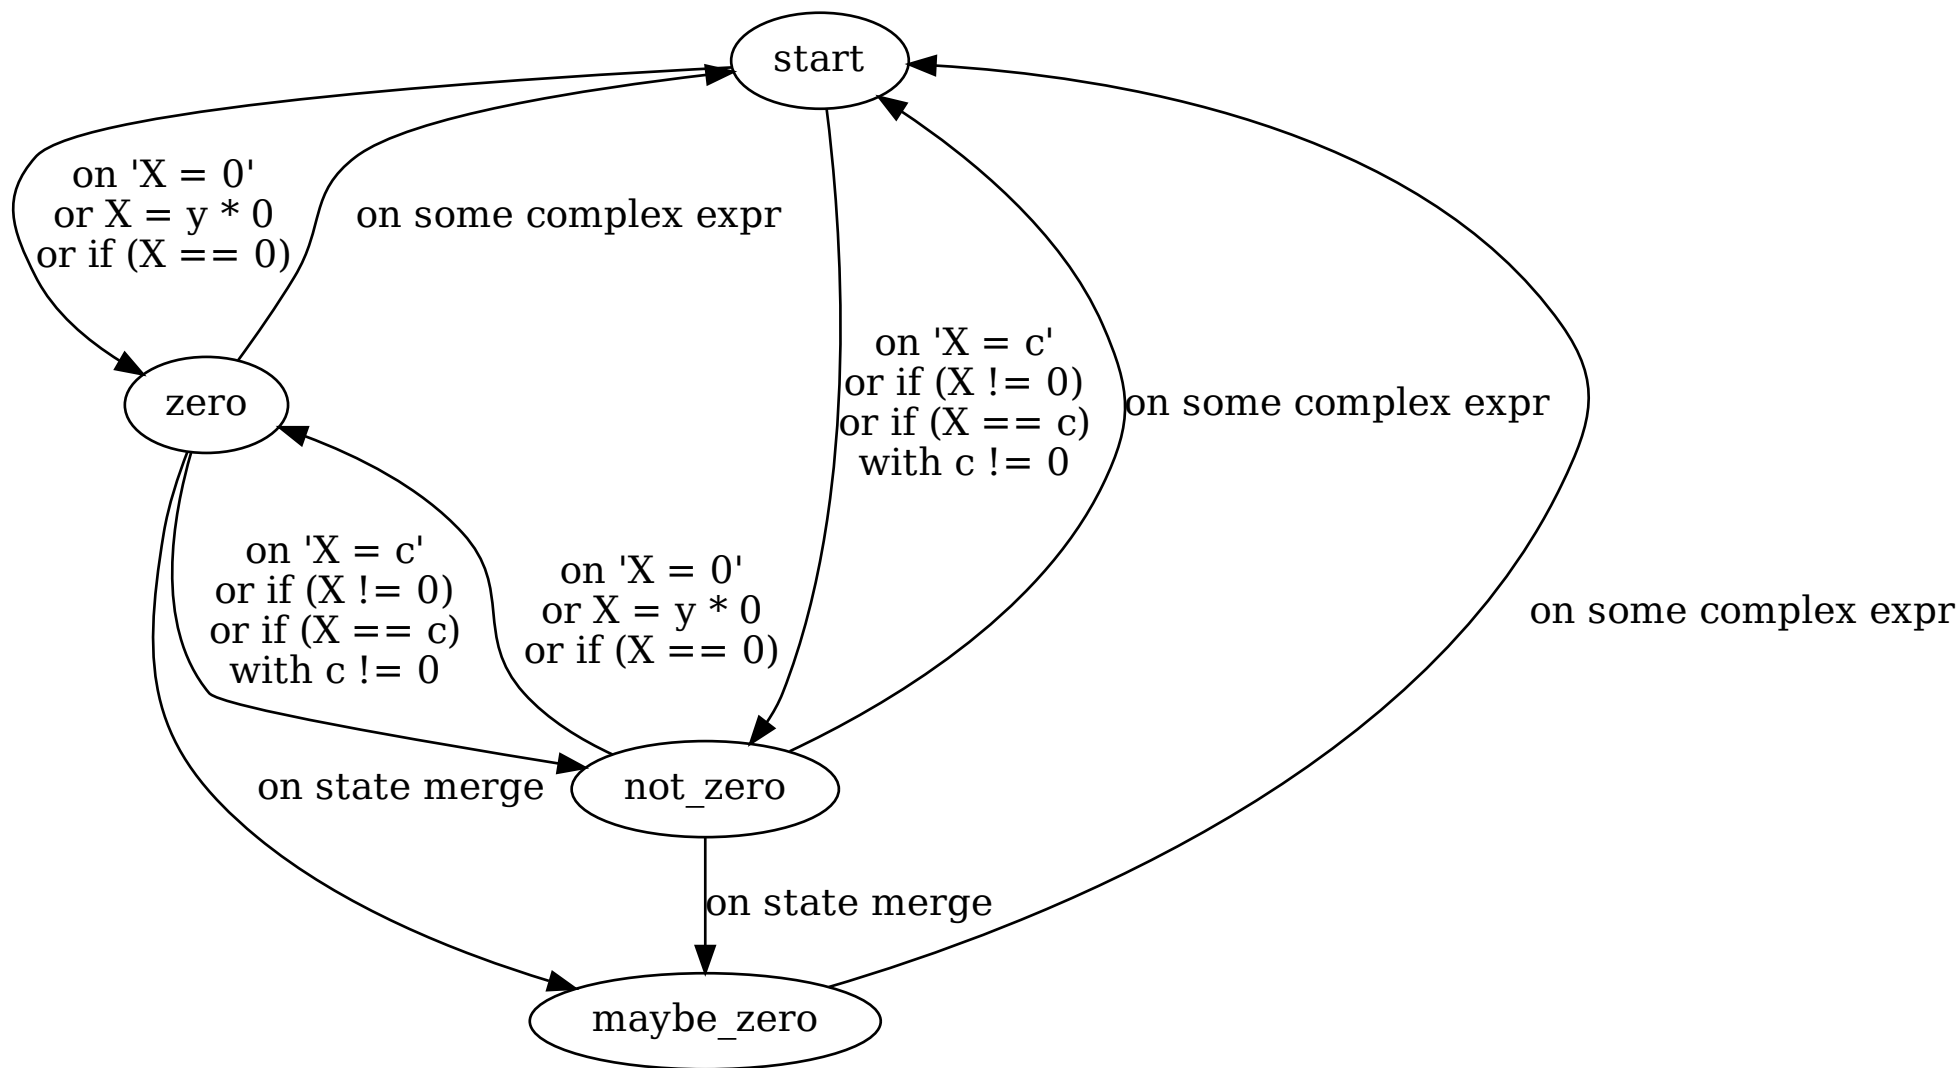 start
on 'X = 0'
or X = y * 0
or if (X == 0)
on some complex expr
on 'X = c'
or if (X != 0)
or if (X == c)
with c != 0
on some complex expr
zero
on 'X = c'
or if (X != 0)
or if (X == c)
with c != 0
on 'X = 0'
or X = y * 0
or if (X == 0)
on some complex expr
on state merge
not_zero
on state merge
maybe_zero